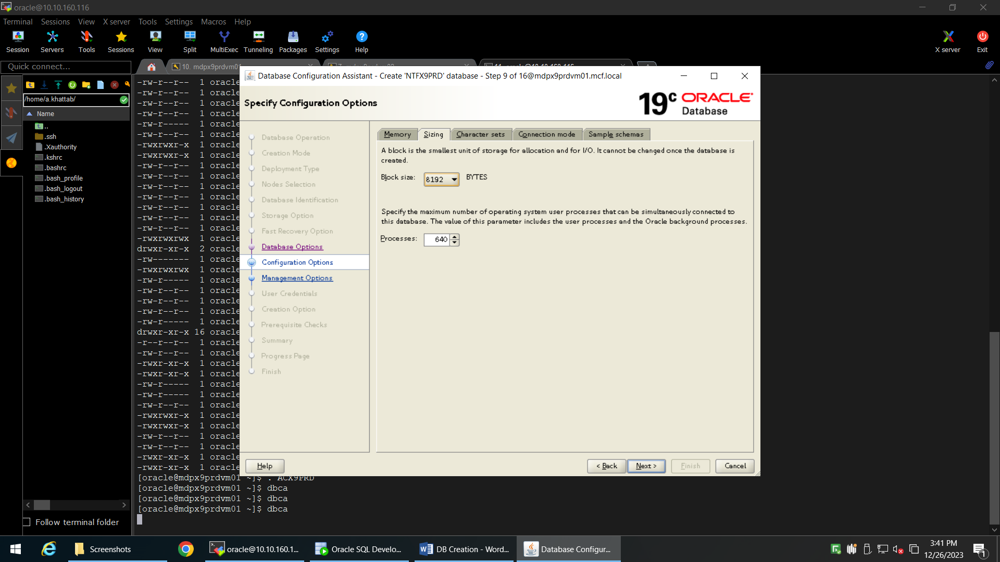 oracle@10.10.160.116
Terminal Sessions View X server Tools Settings Macros Help
Session Servers Tools Sessions View Split MultiExec Tunneling Packages Settings Help X server Exit
Quick connect...
10. mdpx9prdvm01
/home/a.khattab/
Name
..
.ssh
.Xauthority
.kshrc
.bashrc
.bash_profile
.bash_logout
.bash_history
Follow terminal folder
-rw-r--r-- 1 oracle
-rw-r--r-- 1 oracle
-rw-r--r-- 1 oracle
-rw-r--r-- 1 oracle
-rw-r----- 1 oracle
-rw-r--r-- 1 oracle
-rwxrwxr-x 1 oracle
-rwxrwxr-x 1 oracle
-rw-r--r-- 1 oracle
-rw-r--r-- 1 oracle
-rw-r--r-- 1 oracle
-rw-r--r-- 1 oracle
-rw-r--r-- 1 oracle
-rw-r--r-- 1 oracle
-rw-r--r-- 1 oracle
-rwxrwxrwx 1 oracle
drwxr-xr-x 2 oracle
-rw------- 1 oracle
-rwxrwxrwx 1 oracle
-rw-r----- 1 oracle
-rw-r--r-- 1 oracle
-rw-r--r-- 1 oracle
-rw-r--r-- 1 oracle
-rw-r----- 1 oracle
drwxr-xr-x 16 oracle
-r--r--r-- 1 oracle
-rw-r--r-- 1 oracle
-rwxr-xr-x 1 oracle
-rwxr-xr-x 1 oracle
-rw-r----- 1 oracle
-rw-r----- 1 oracle
-rw-r--r-- 1 oracle
-rwxrwxr-x 1 oracle
-rwxrwxr-x 1 oracle
-rw-r--r-- 1 oracle
-rw-r--r-- 1 oracle
-rwxr-xr-x 1 oracle
-rwxr-xr-x 1 oracle
[oracle@mdpx9prdvm01 ~]$ . ACX9PRD
[oracle@mdpx9prdvm01 ~]$ dbca
[oracle@mdpx9prdvm01 ~]$ dbca
[oracle@mdpx9prdvm01 ~]$ dbca
Database Configuration Assistant - Create 'NTFX9PRD' database - Step 9 of 16@mdpx9prdvm01.mcf.local
Specify Configuration Options
19c ORACLE
Database
Database Operation
Creation Mode
Deployment Type
Nodes Selection
Database Identification
Storage Option
Fast Recovery Option
Database Options
Configuration Options
Management Options
User Credentials
Creation Option
Prerequisite Checks
Summary
Progress Page
Finish
Memory Sizing Character sets Connection mode Sample schemas
A block is the smallest unit of storage for allocation and for I/O. It cannot be changed once the database is
created.
Block size: 8192 BYTES
Specify the maximum number of operating system user processes that can be simultaneously connected to
this database. The value of this parameter includes the user processes and the Oracle background processes.
Processes: 640
Help < Back Next > Finish Cancel
Screenshots oracle@10.10.160.1... Oracle SQL Develo... DB Creation - Word... Database Configur...
3:41 PM
12/26/2023
1